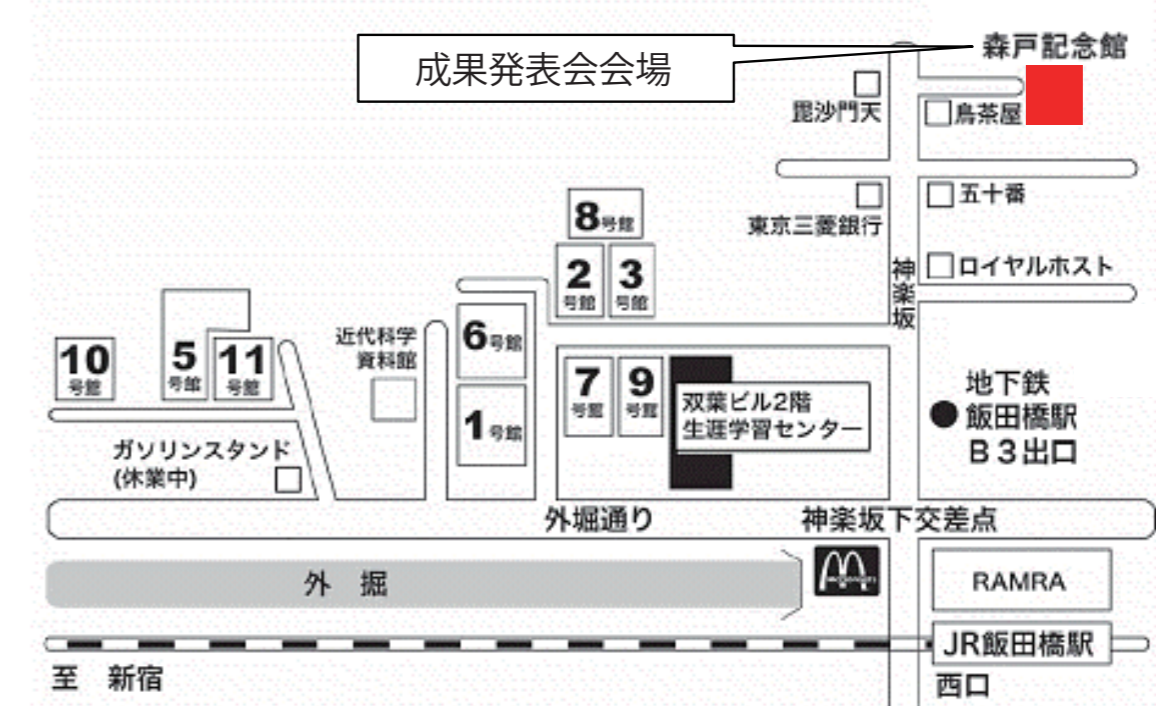 成果発表会会場
森戸記念館
毘沙門天
鳥茶屋
東京三菱銀行
五十番
神楽坂
ロイヤルホスト
8号館
2号館
3号館
6号館
近代科学
資料館
10号館
5号館
11号館
1号館
7号館
9号館
双葉ビル2階
生涯学習センター
地下鉄
飯田橋駅
B3出口
ガソリンスタンド
(休業中)
外堀通り
神楽坂下交差点
外 掘
McDonald's
RAMRA
JR飯田橋駅
西口
至 新宿